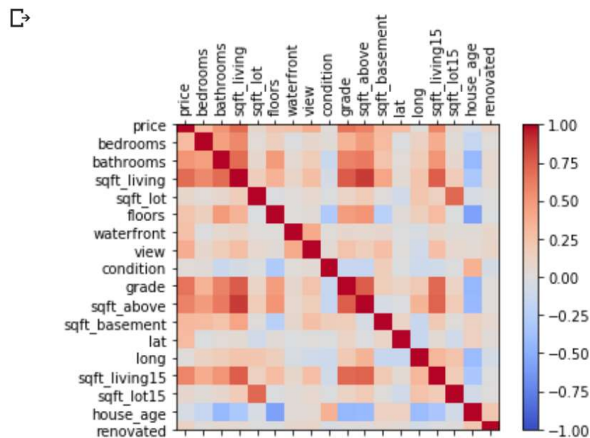 price
bedrooms
bathrooms
sqft_living
sqft_lot
floors
waterfront
view
condition
grade
sqft_above
sqft_basement
lat
long
sqft_living15
sqft_lot15
house_age
renovated
price
bedrooms
bathrooms
sqft_living
sqft_lot
floors
waterfront
view
condition
grade
sqft_above
sqft_basement
lat
long
sqft_living15
sqft_lot15
house_age
renovated
1.00
0.75
0.50
0.25
0.00
−0.25
−0.50
−0.75
−1.00